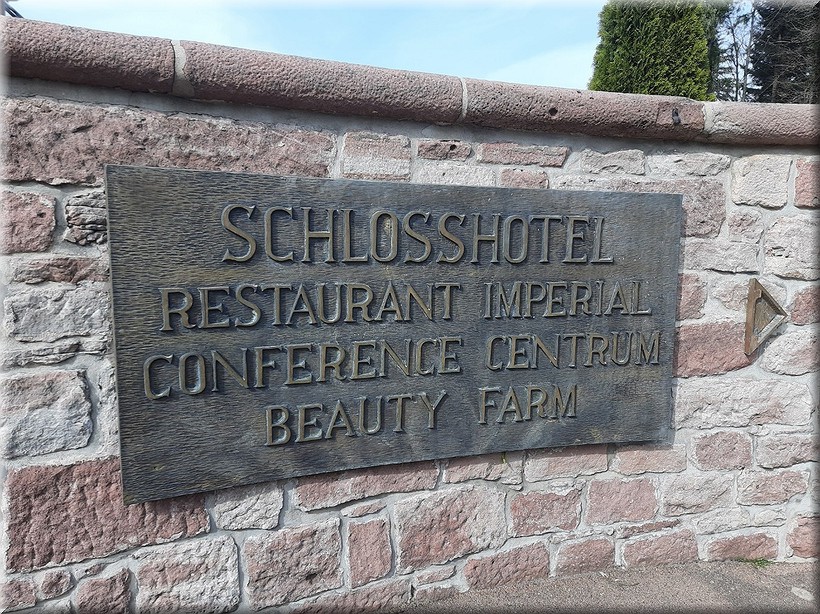 SCHLOSSHOTEL
RESTAURANT IMPERIAL
CONFERENCE CENTRUM
BEAUTY FARM